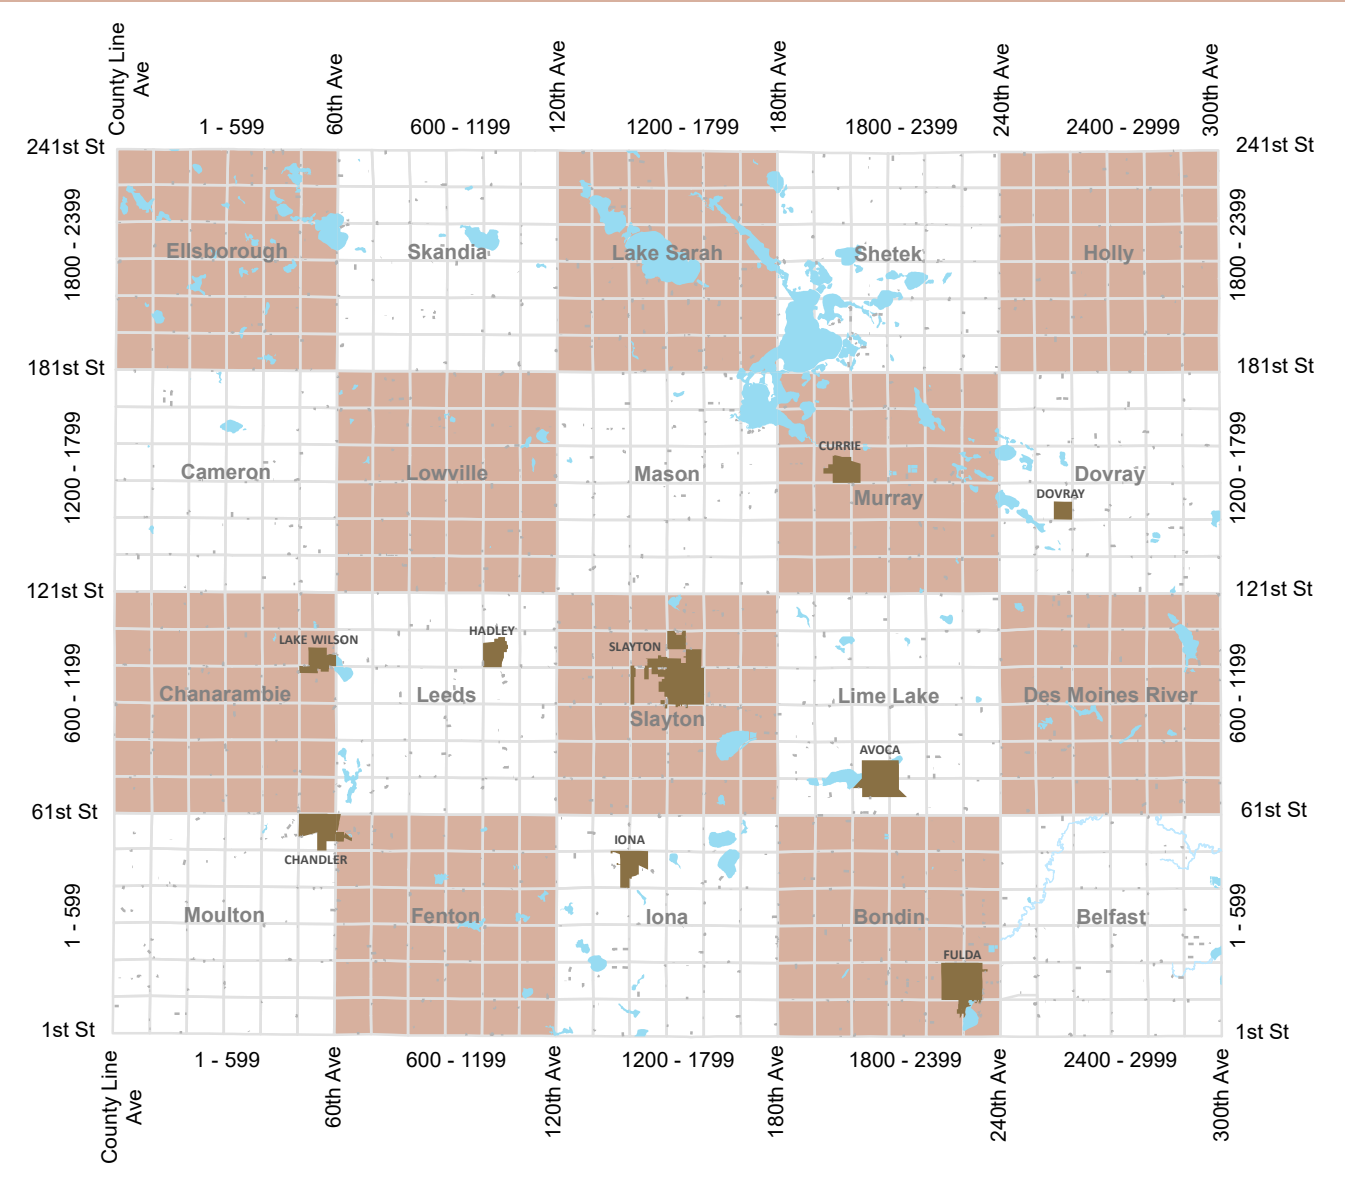 County Line
Ave
60th Ave
120th Ave
180th Ave
240th Ave
300th Ave
1 - 599
600 - 1199
1200 - 1799
1800 - 2399
2400 - 2999
241st St
241st St
1800 - 2399
Ellsborough
Skandia
Lake Sarah
Shetek
Holly
1800 - 2399
181st St
181st St
1200 - 1799
Cameron
Lowville
Mason
CURRIE
Murray
Dovray
DOVRAY
1200 - 1799
121st St
121st St
600 - 1199
LAKE WILSON
Chanarambie
HADLEY
Leeds
SLAYTON
Slayton
Lime Lake
AVOCA
Des Moines River
600 - 1199
61st St
61st St
1 - 599
CHANDLER
Moulton
Fenton
IONA
Iona
Bondin
FULDA
Belfast
1 - 599
1st St
1st St
1 - 599
600 - 1199
1200 - 1799
1800 - 2399
2400 - 2999
County Line
Ave
60th Ave
120th Ave
180th Ave
240th Ave
300th Ave